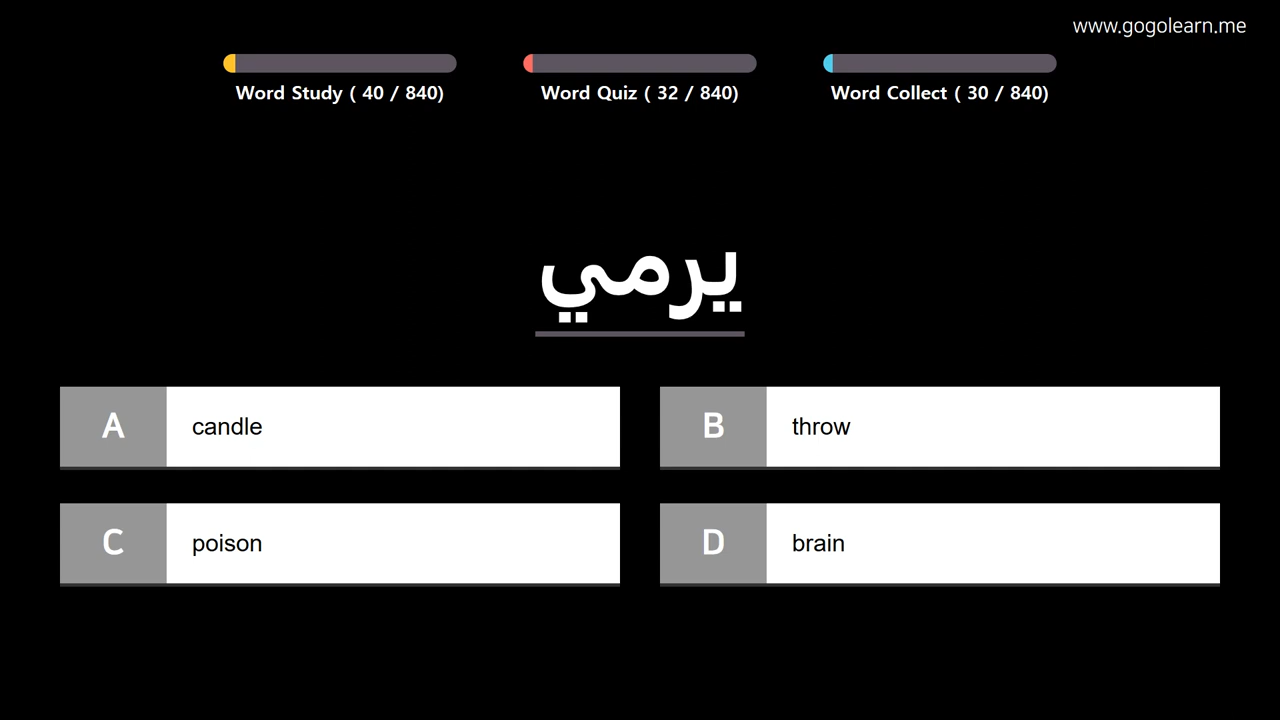 www.gogolearn.me
Word Study ( 40 / 840)
Word Quiz ( 32 / 840)
Word Collect ( 30 / 840)
يرمي
A candle
B throw
C poison
D brain